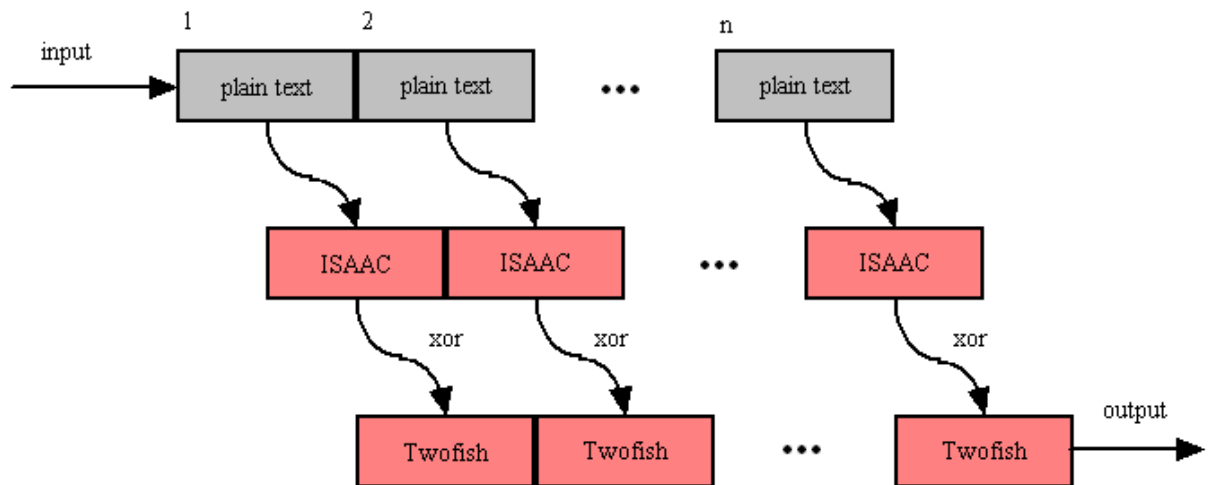 1 2 n
input
plain text plain text ••• plain text
ISAAC ISAAC ••• ISAAC
xor xor xor
output
Twofish Twofish ••• Twofish